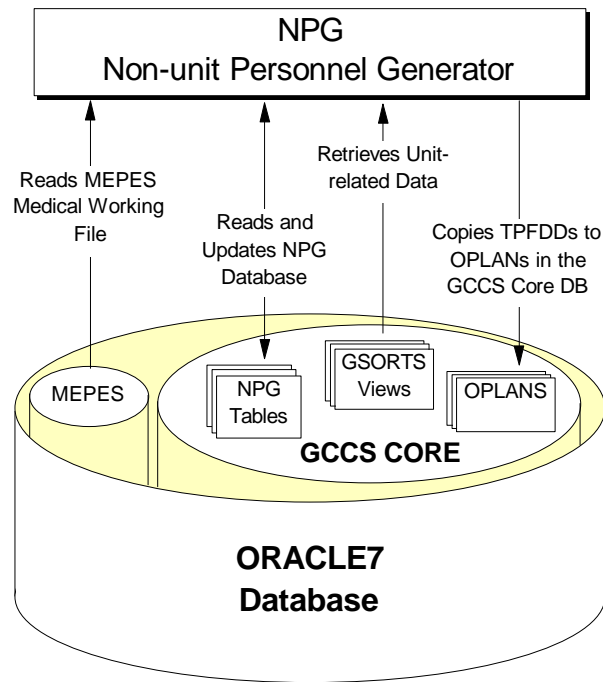 NPG
Non-unit Personnel Generator
Reads MEPES
Medical Working
File
Reads and
Updates NPG
Database
Retrieves Unit-
related Data
Copies TPFDDs to
OPLANs in the
GCCS Core DB
MEPES
NPG
Tables
GSORTS
Views
OPLANS
GCCS CORE
ORACLE7
Database